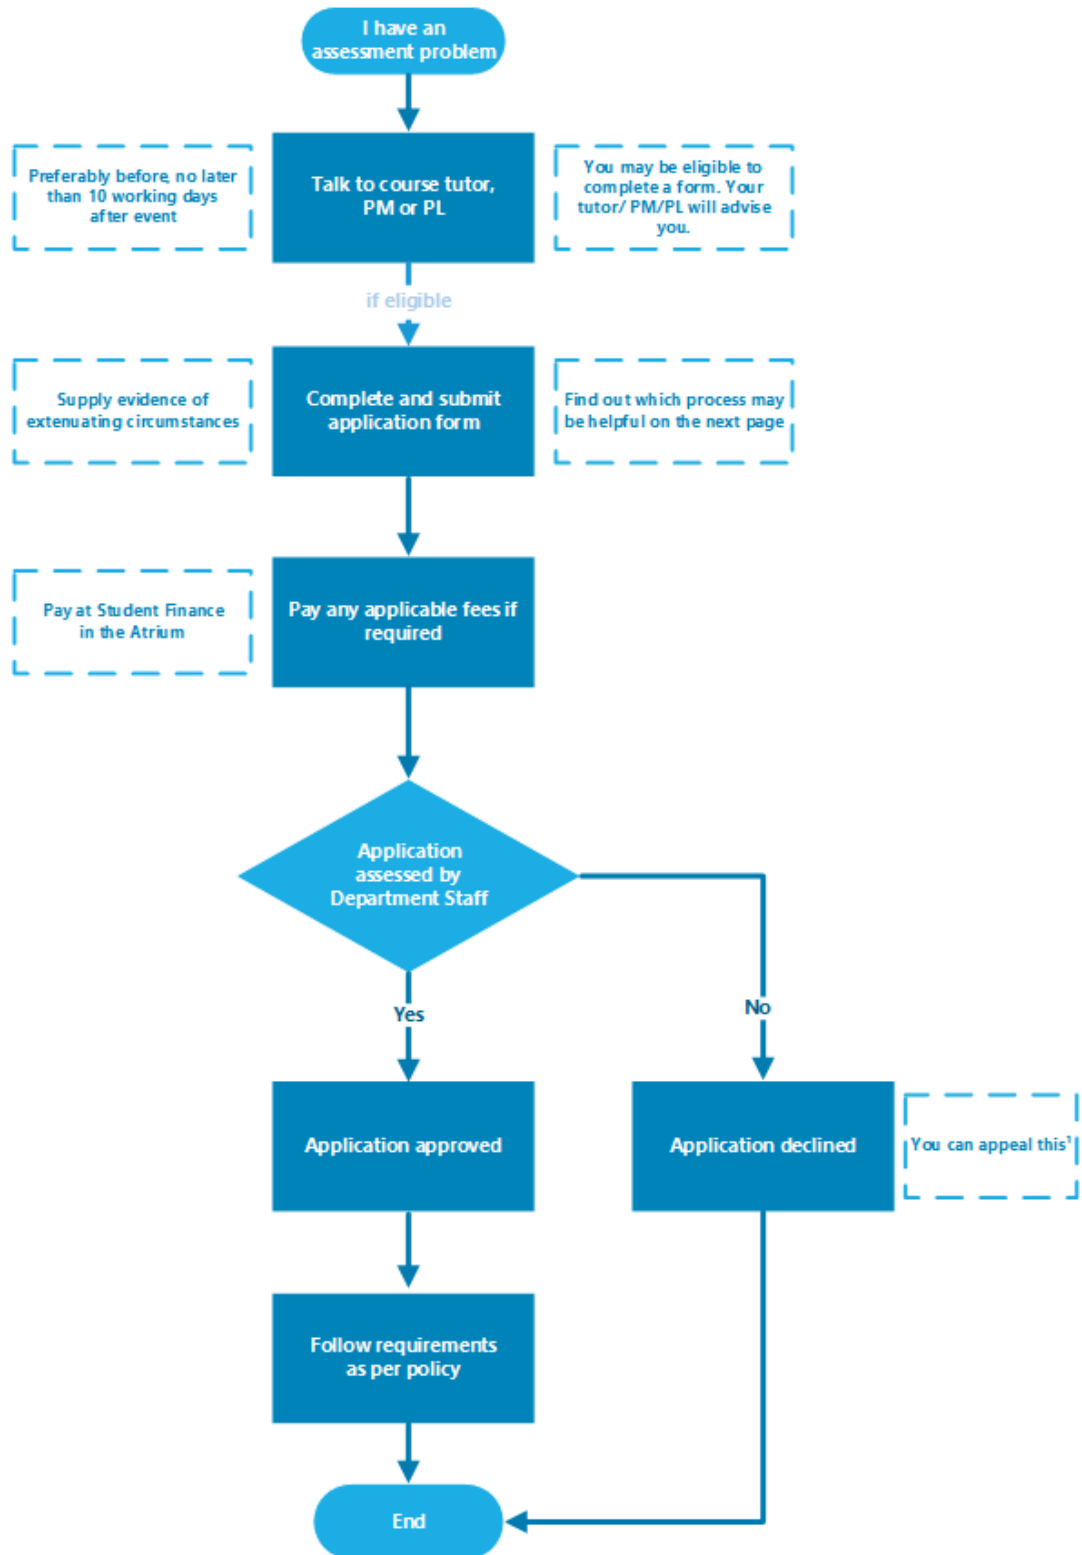 I have an
assessment problem
Preferably before, no later
than 10 working days
after event
Talk to course tutor,
PM or PL
You may be eligible to
complete a form. Your
tutor/ PM/PL will advise
you.
if eligible
Supply evidence of
extenuating circumstances
Complete and submit
application form
Find out which process may
be helpful on the next page
Pay at Student Finance
in the Atrium
Pay any applicable fees if
required
Application
assessed by
Department Staff
Yes
No
Application approved
Application declined
You can appeal this¹
Follow requirements
as per policy
End